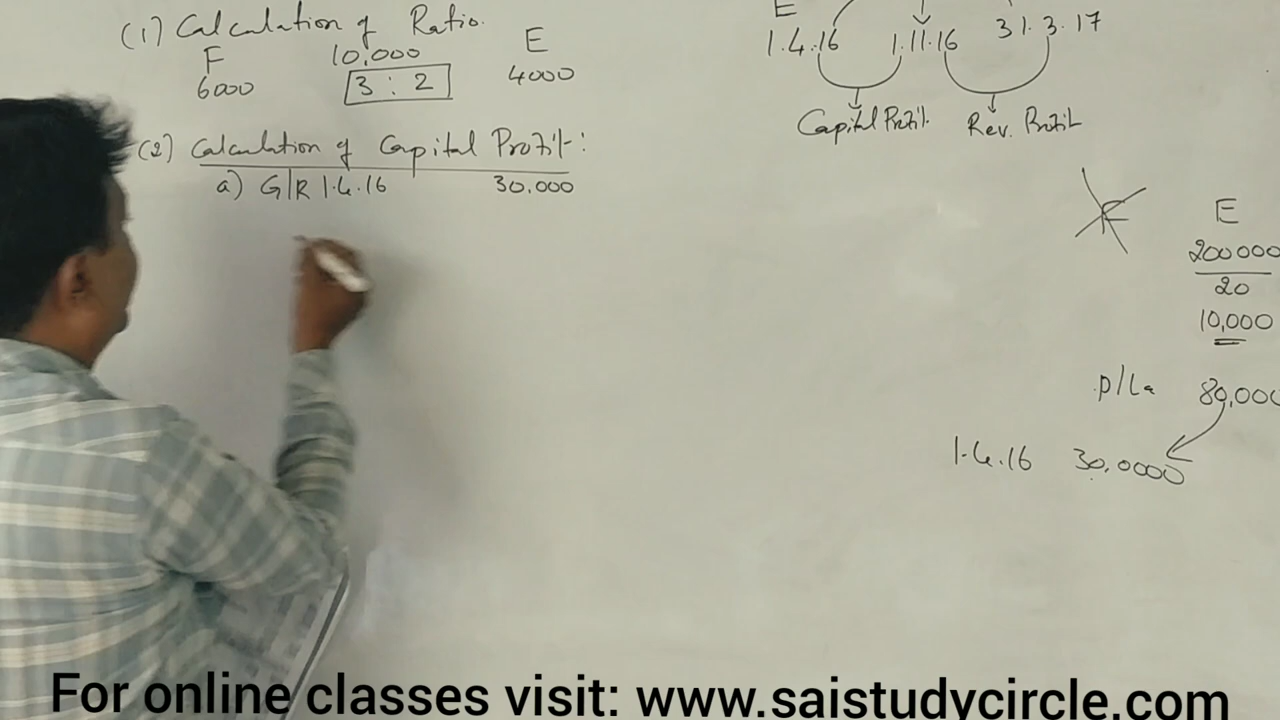 (1) Calculation of Ratio.
F 10,000 E
6000 3 : 2 4000
(2) Calculation of Capital Profit :
a) G/R 1.4.16 30,000
E
1.4.16 1.11.16 31.3.17
Capital Profit. Rev. Profit
E
200000
20
10,000
P/La 80,000
1.4.16 30,0000
For online classes visit: www.saistudycircle.com